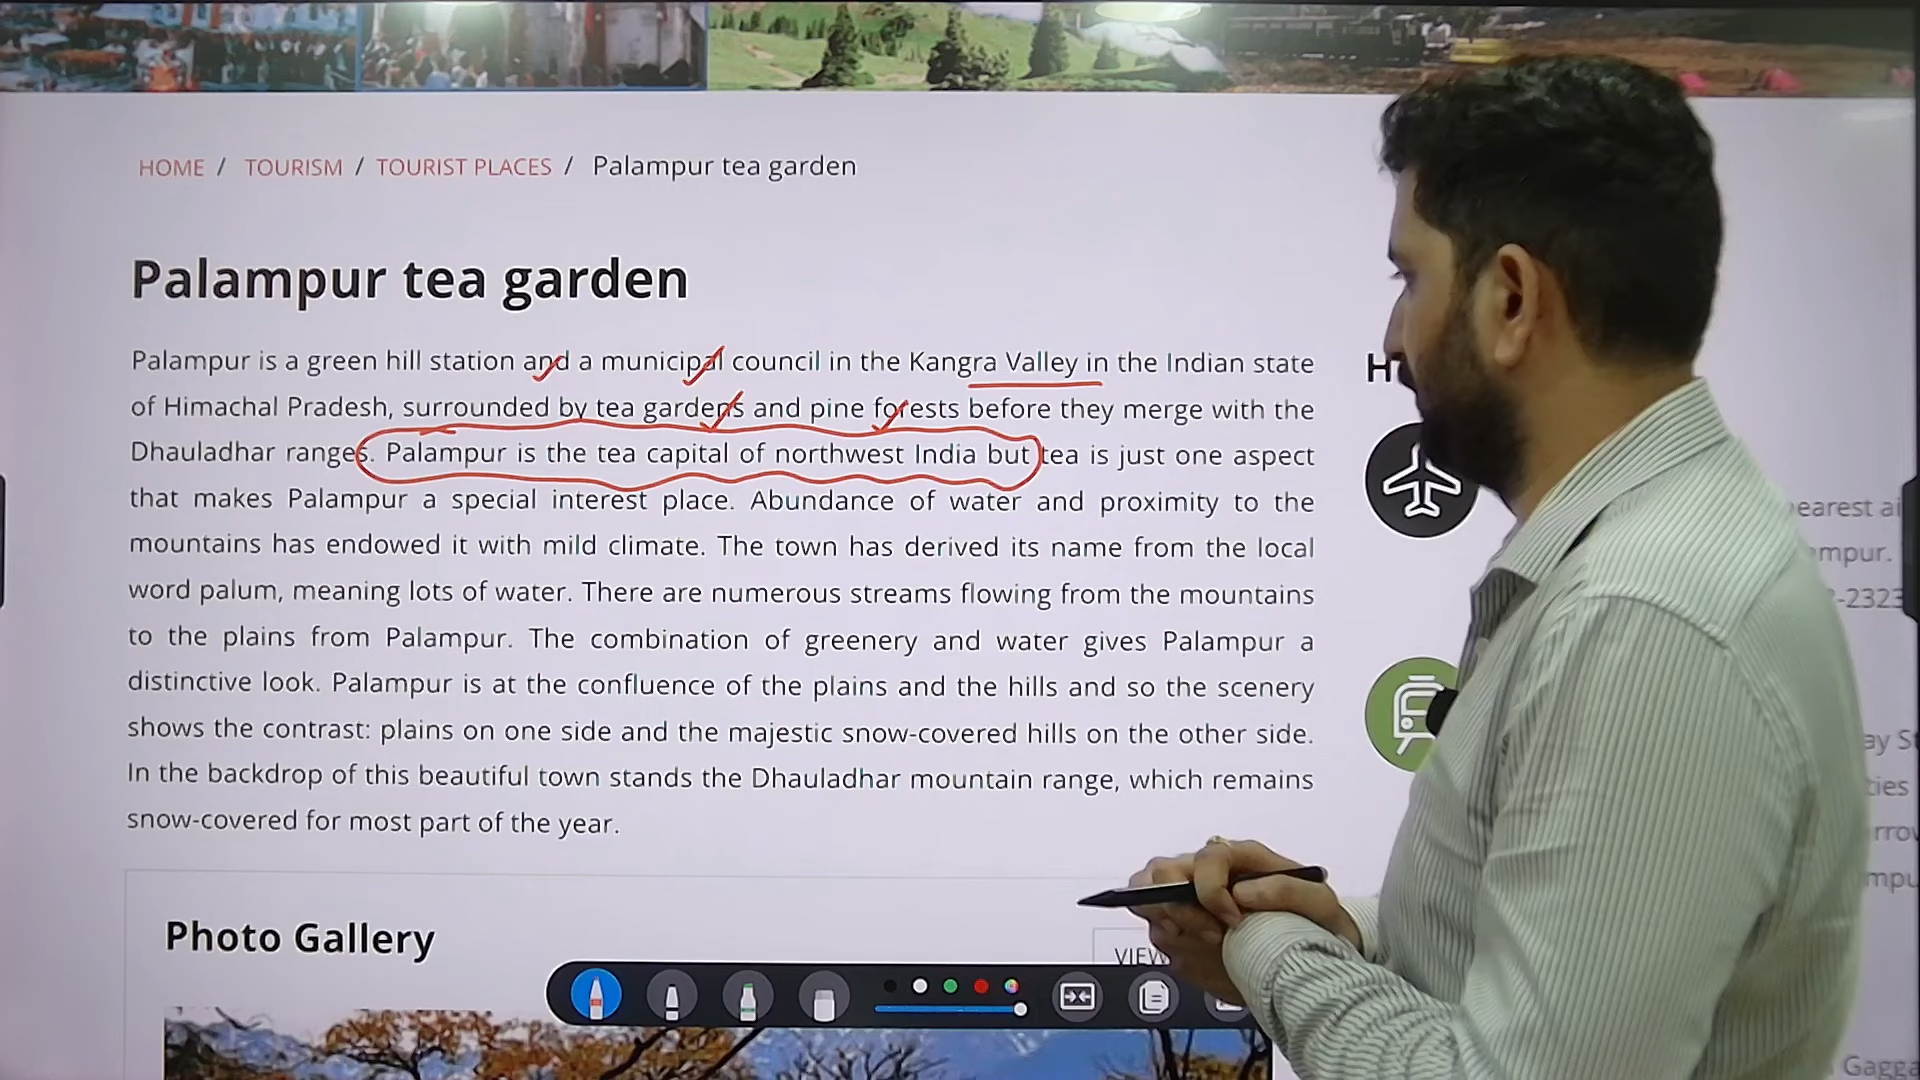 HOME / TOURISM / TOURIST PLACES / Palampur tea garden
Palampur tea garden
Palampur is a green hill station and a municipal council in the Kangra Valley in the Indian state
of Himachal Pradesh, surrounded by tea gardens and pine forests before they merge with the
Dhauladhar ranges. Palampur is the tea capital of northwest India but tea is just one aspect
that makes Palampur a special interest place. Abundance of water and proximity to the
mountains has endowed it with mild climate. The town has derived its name from the local
word palum, meaning lots of water. There are numerous streams flowing from the mountains
to the plains from Palampur. The combination of greenery and water gives Palampur a
distinctive look. Palampur is at the confluence of the plains and the hills and so the scenery
shows the contrast: plains on one side and the majestic snow-covered hills on the other side.
In the backdrop of this beautiful town stands the Dhauladhar mountain range, which remains
snow-covered for most part of the year.
Photo Gallery
VIEW
-2323